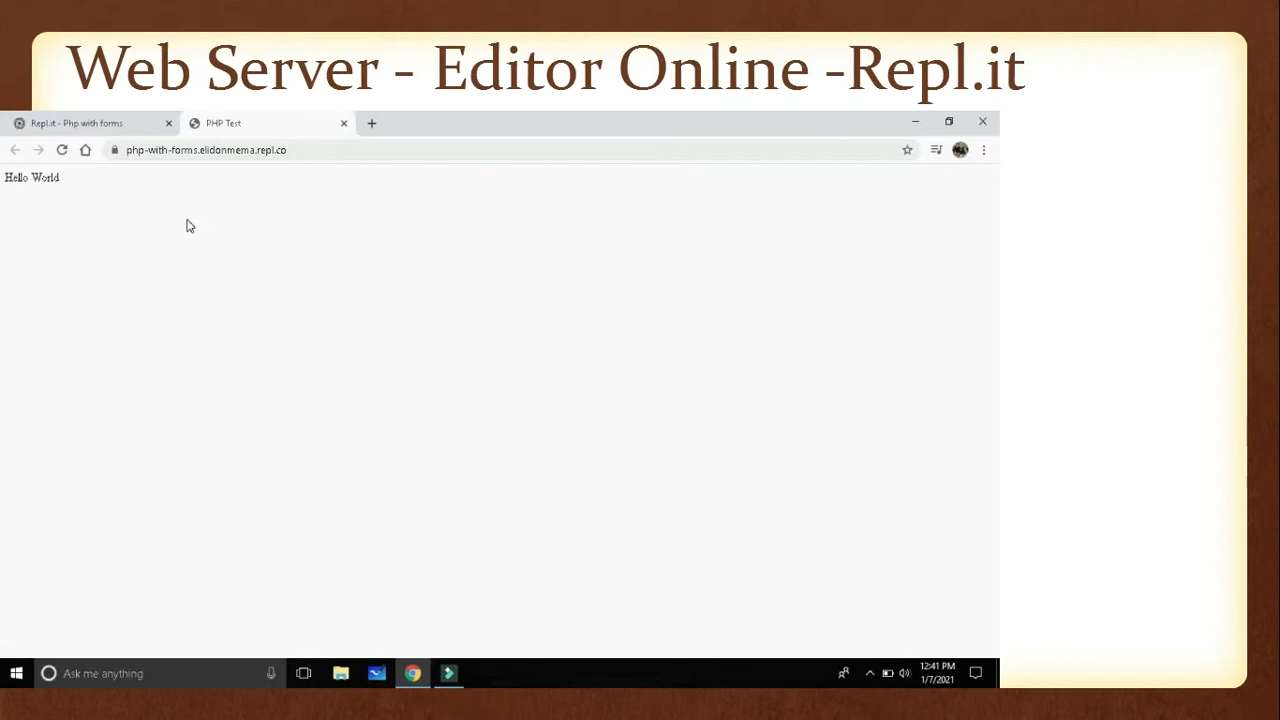 Web Server - Editor Online -Repl.it
Repl.it - Php with forms
PHP Test
php-with-forms.elidonmema.repl.co
Hello World
Ask me anything
12:41 PM
1/7/2021